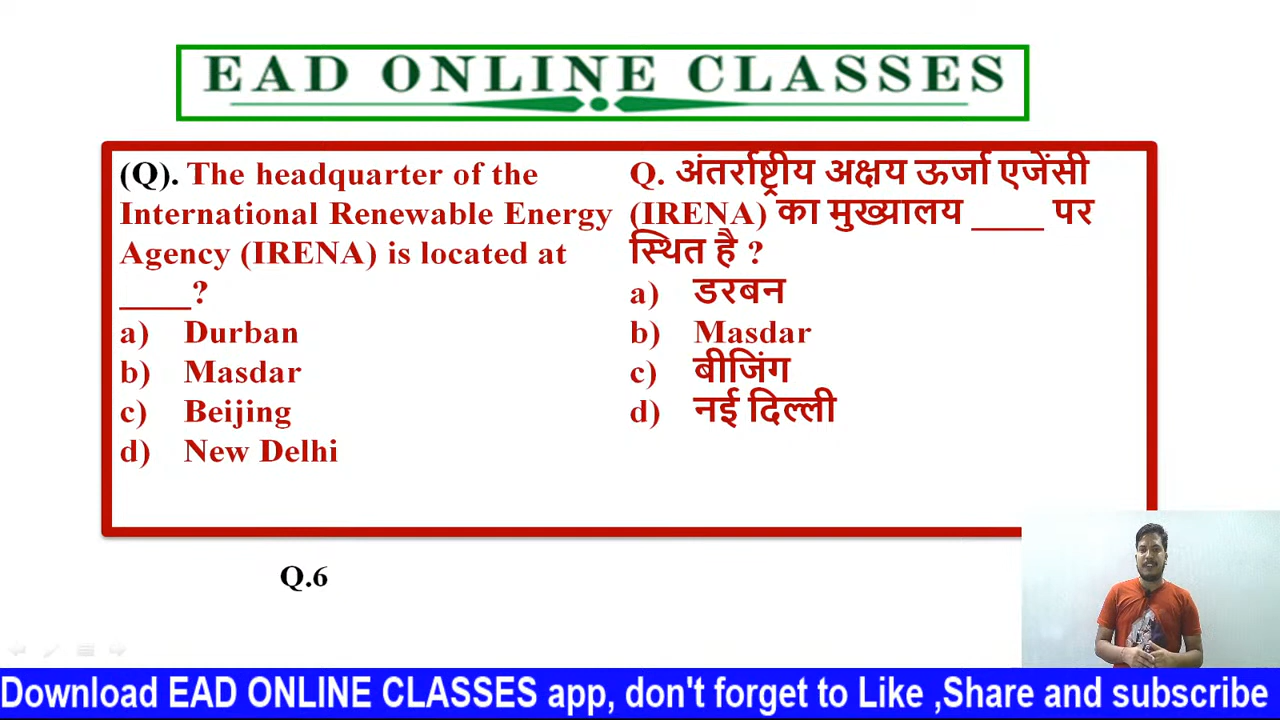 EAD ONLINE CLASSES
(Q). The headquarter of the
International Renewable Energy
Agency (IRENA) is located at
____?
a) Durban
b) Masdar
c) Beijing
d) New Delhi
Q. अंतर्राष्ट्रीय अक्षय ऊर्जा एजेंसी
(IRENA) का मुख्यालय ____ पर
स्थित है ?
a) डरबन
b) Masdar
c) बीजिंग
d) नई दिल्ली
Q.6
Download EAD ONLINE CLASSES app, don't forget to Like ,Share and subscribe